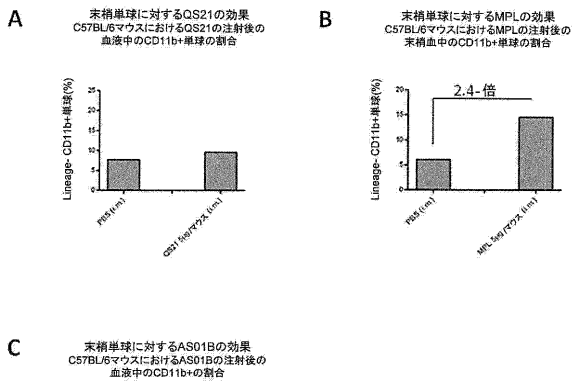 A
末梢単球に対するQS21の効果
C57BL/6マウスにおけるQS21の注射後の
血液中のCD11b+単球の割合
Lineage- CD11b+単球(%)
25
20
15
10
5
0
PBS (i.m)
QS21 5μg/マウス (i.m)
B
末梢単球に対するMPLの効果
C57BL/6マウスにおけるMPLの注射後の
末梢血中のCD11b+単球の割合
2.4-倍
Lineage- CD11b+単球(%)
20
15
10
5
0
PBS (i.m)
MPL 5μg/マウス (i.m)
C
末梢単球に対するAS01Bの効果
C57BL/6マウスにおけるAS01Bの注射後の
血液中のCD11b+の割合